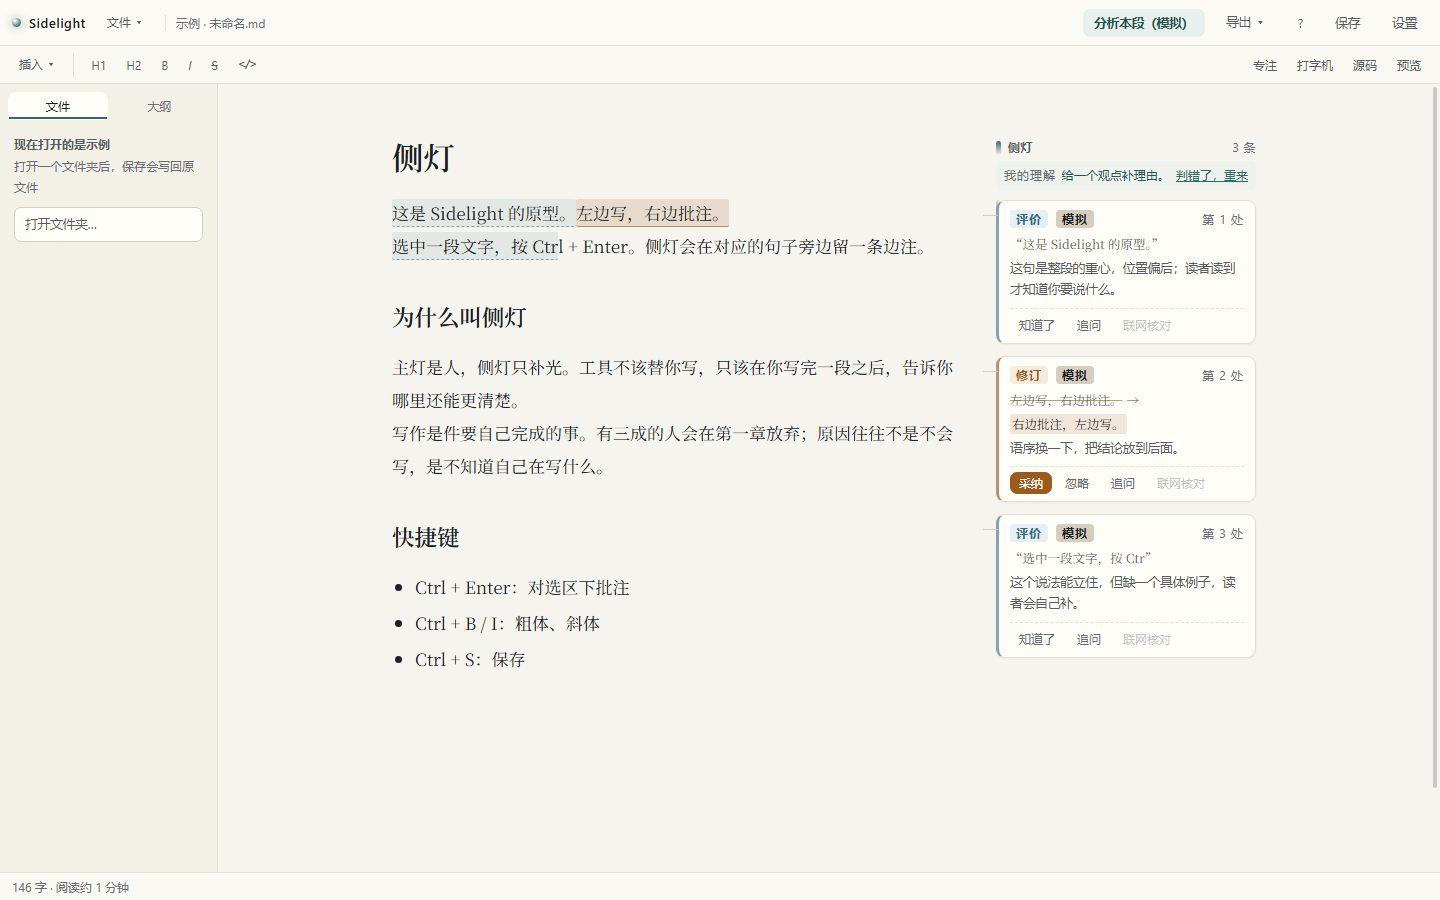 Sidelight 文件 ▾ 示例 · 未命名.md 分析本段（模拟） 导出 ▾ ? 保存 设置
插入 ▾ H1 H2 B I S </> 专注 打字机 源码 预览
文件 大纲
现在打开的是示例
打开一个文件夹后，保存会写回原
文件
打开文件夹...
侧灯
这是 Sidelight 的原型。左边写，右边批注。
选中一段文字，按 Ctrl + Enter。侧灯会在对应的句子旁边留一条边注。
为什么叫侧灯
主灯是人，侧灯只补光。工具不该替你写，只该在你写完一段之后，告诉你
哪里还能更清楚。
写作是件要自己完成的事。有三成的人会在第一章放弃；原因往往不是不会
写，是不知道自己在写什么。
快捷键
Ctrl + Enter：对选区下批注
Ctrl + B / I：粗体、斜体
Ctrl + S：保存
侧灯 3 条
我的理解 给一个观点补理由。 判错了，重来
评价 模拟 第 1 处
“这是 Sidelight 的原型。”
这句是整段的重心，位置偏后；读者读到
才知道你要说什么。
知道了 追问 联网核对
修订 模拟 第 2 处
左边写，右边批注。 →
右边批注，左边写。
语序换一下，把结论放到后面。
采纳 忽略 追问 联网核对
评价 模拟 第 3 处
“选中一段文字，按 Ctr”
这个说法能立住，但缺一个具体例子，读
者会自己补。
知道了 追问 联网核对
146 字 · 阅读约 1 分钟